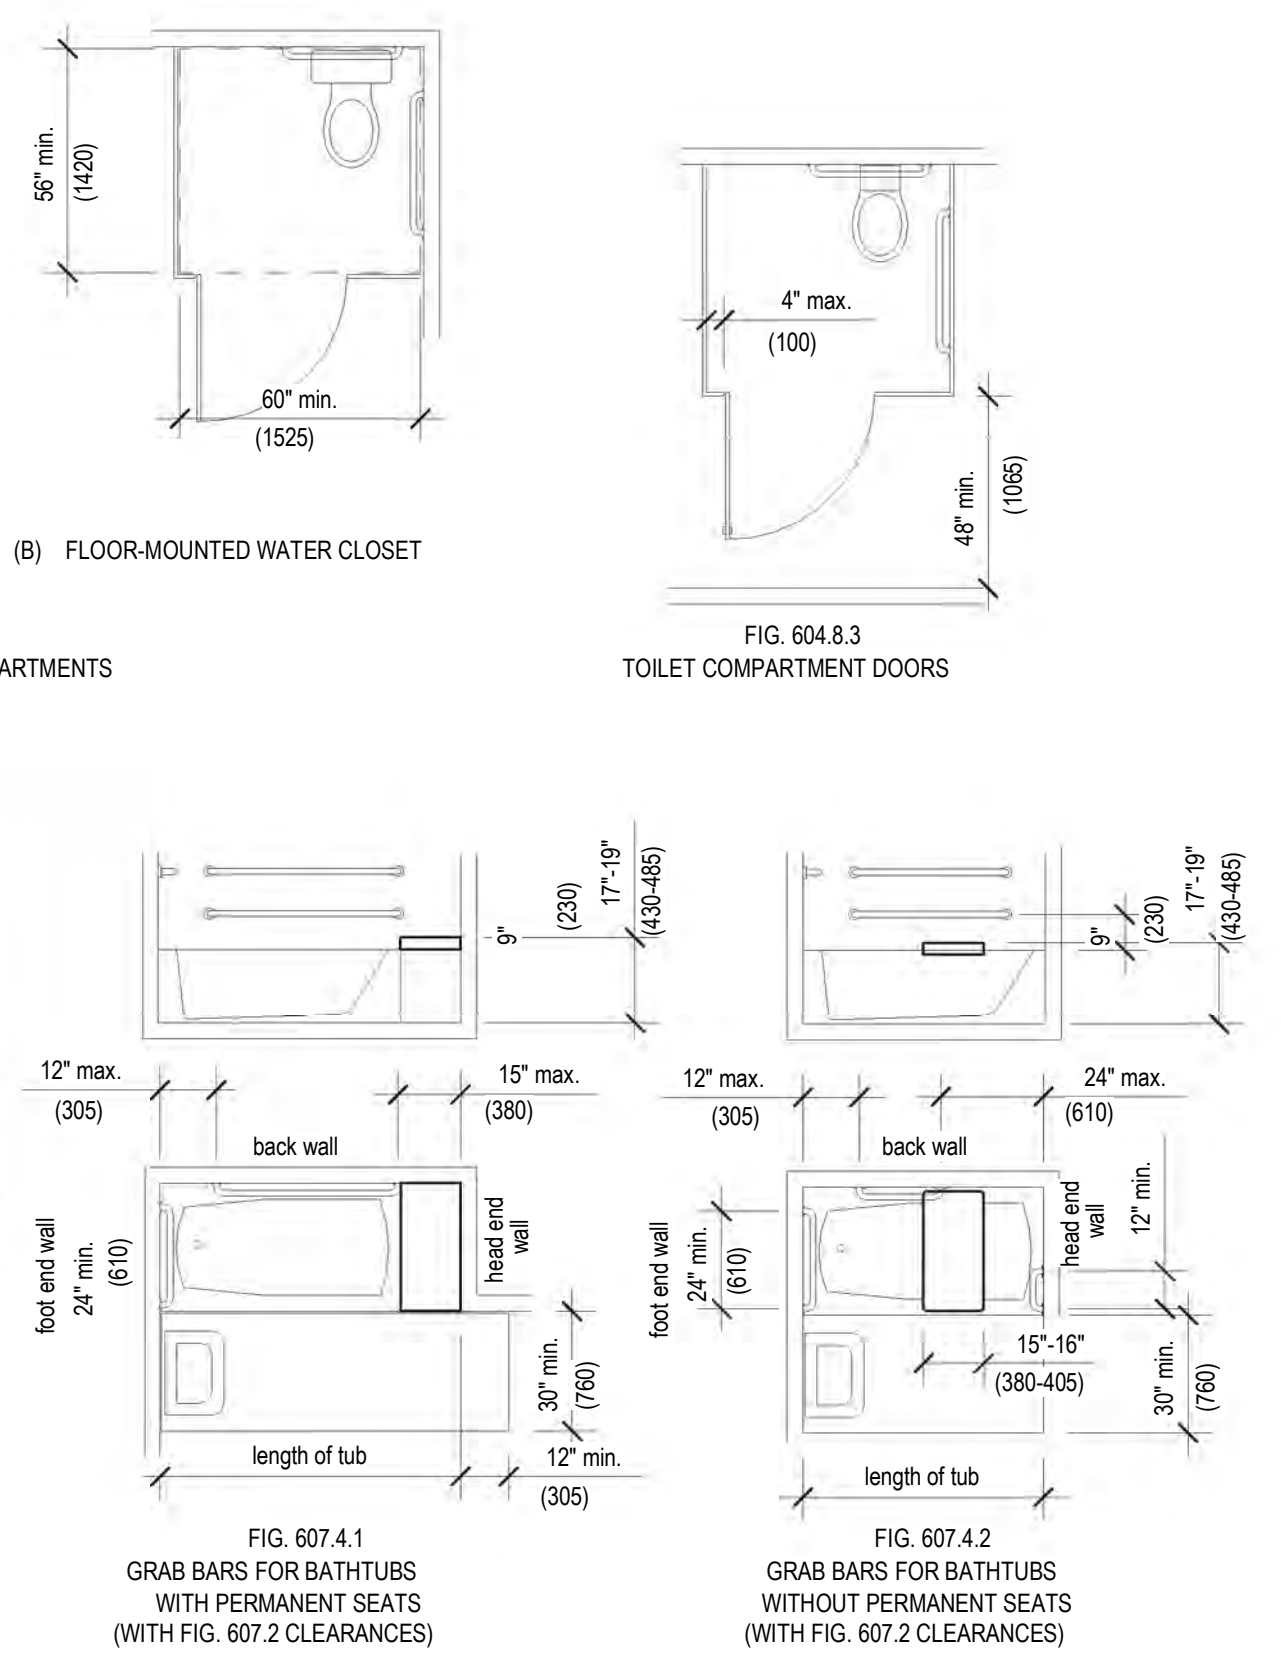 56" min.
(1420)
60" min.
(1525)
(B) FLOOR-MOUNTED WATER CLOSET
ARTMENTS
4" max.
(100)
48" min.
(1065)
FIG. 604.8.3
TOILET COMPARTMENT DOORS
9"
(230)
17"-19"
(430-485)
12" max.
(305)
15" max.
(380)
back wall
foot end wall
24" min.
(610)
head end
wall
30" min.
(760)
length of tub
12" min.
(305)
FIG. 607.4.1
GRAB BARS FOR BATHTUBS
WITH PERMANENT SEATS
(WITH FIG. 607.2 CLEARANCES)
9"
(230)
17"-19"
(430-485)
12" max.
(305)
24" max.
(610)
back wall
foot end wall
24" min.
(610)
head end
wall
12" min.
15"-16"
(380-405)
30" min.
(760)
length of tub
FIG. 607.4.2
GRAB BARS FOR BATHTUBS
WITHOUT PERMANENT SEATS
(WITH FIG. 607.2 CLEARANCES)